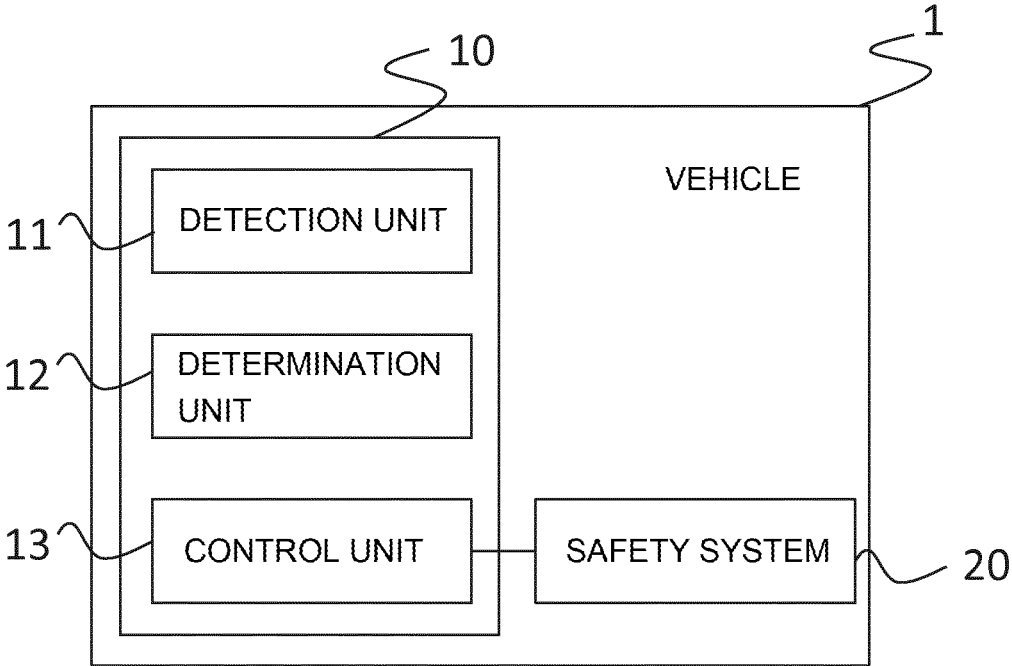 1
10
VEHICLE
DETECTION UNIT
11
DETERMINATION
UNIT
12
CONTROL UNIT
13
SAFETY SYSTEM
20